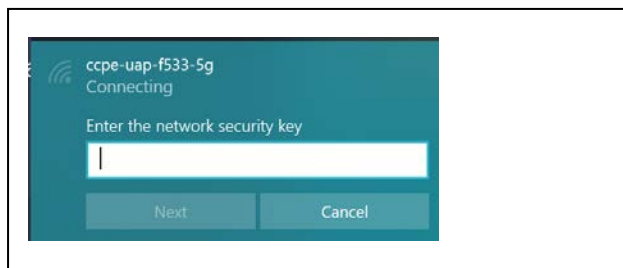 ccpe-uap-f533-5g
Connecting
Enter the network security key
Next Cancel